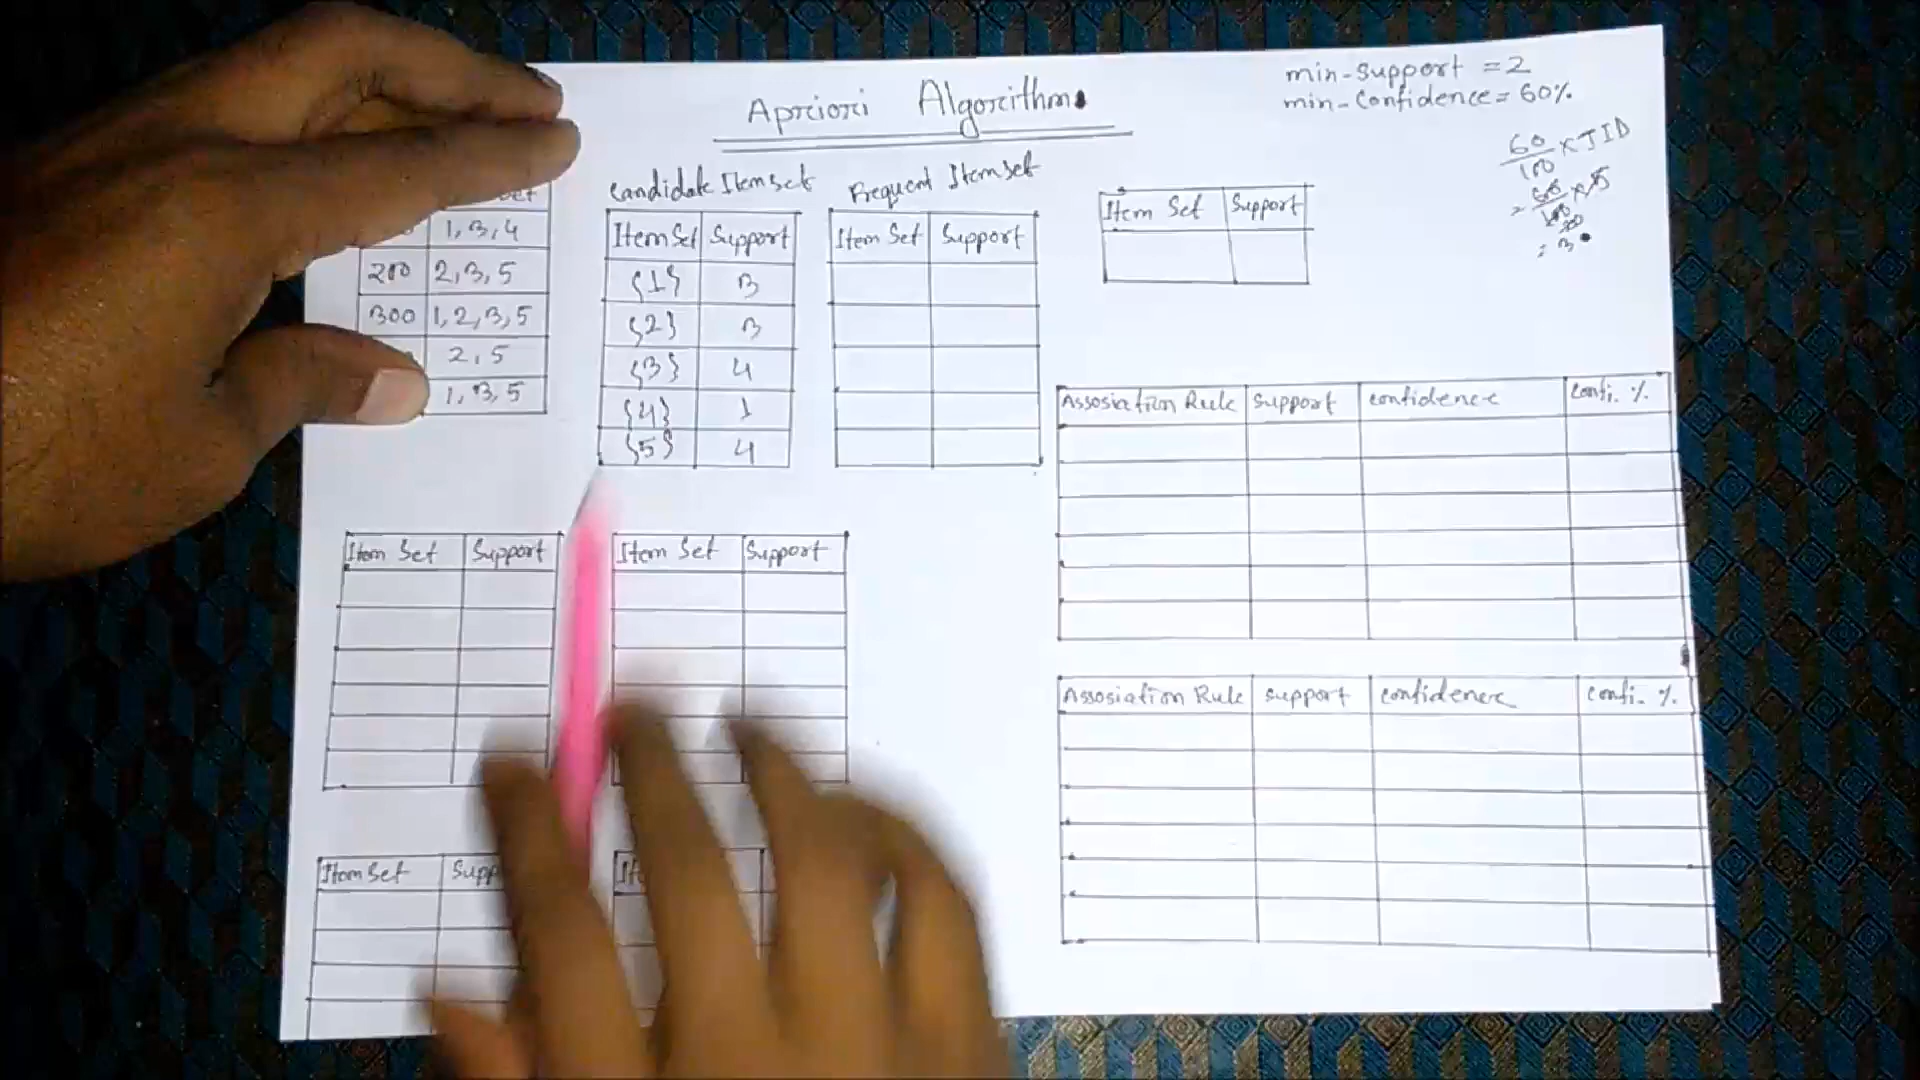 Apriori Algorithm
min-support = 2
min-confidence = 60%
60/100 × TID
= 60/100 × 5
= 3
Candidate Itemset
Frequent Itemset
1, 3, 4
200 2, 3, 5
300 1, 2, 3, 5
2, 5
1, 3, 5
Item Set Support
{1} 3
{2} 3
{3} 4
{4} 1
{5} 4
Item Set Support
Item Set Support
Assosiation Rule support confidence Confi. %
Item Set Support
Item Set Support
Assosiation Rule support confidence confi. %
Item Set